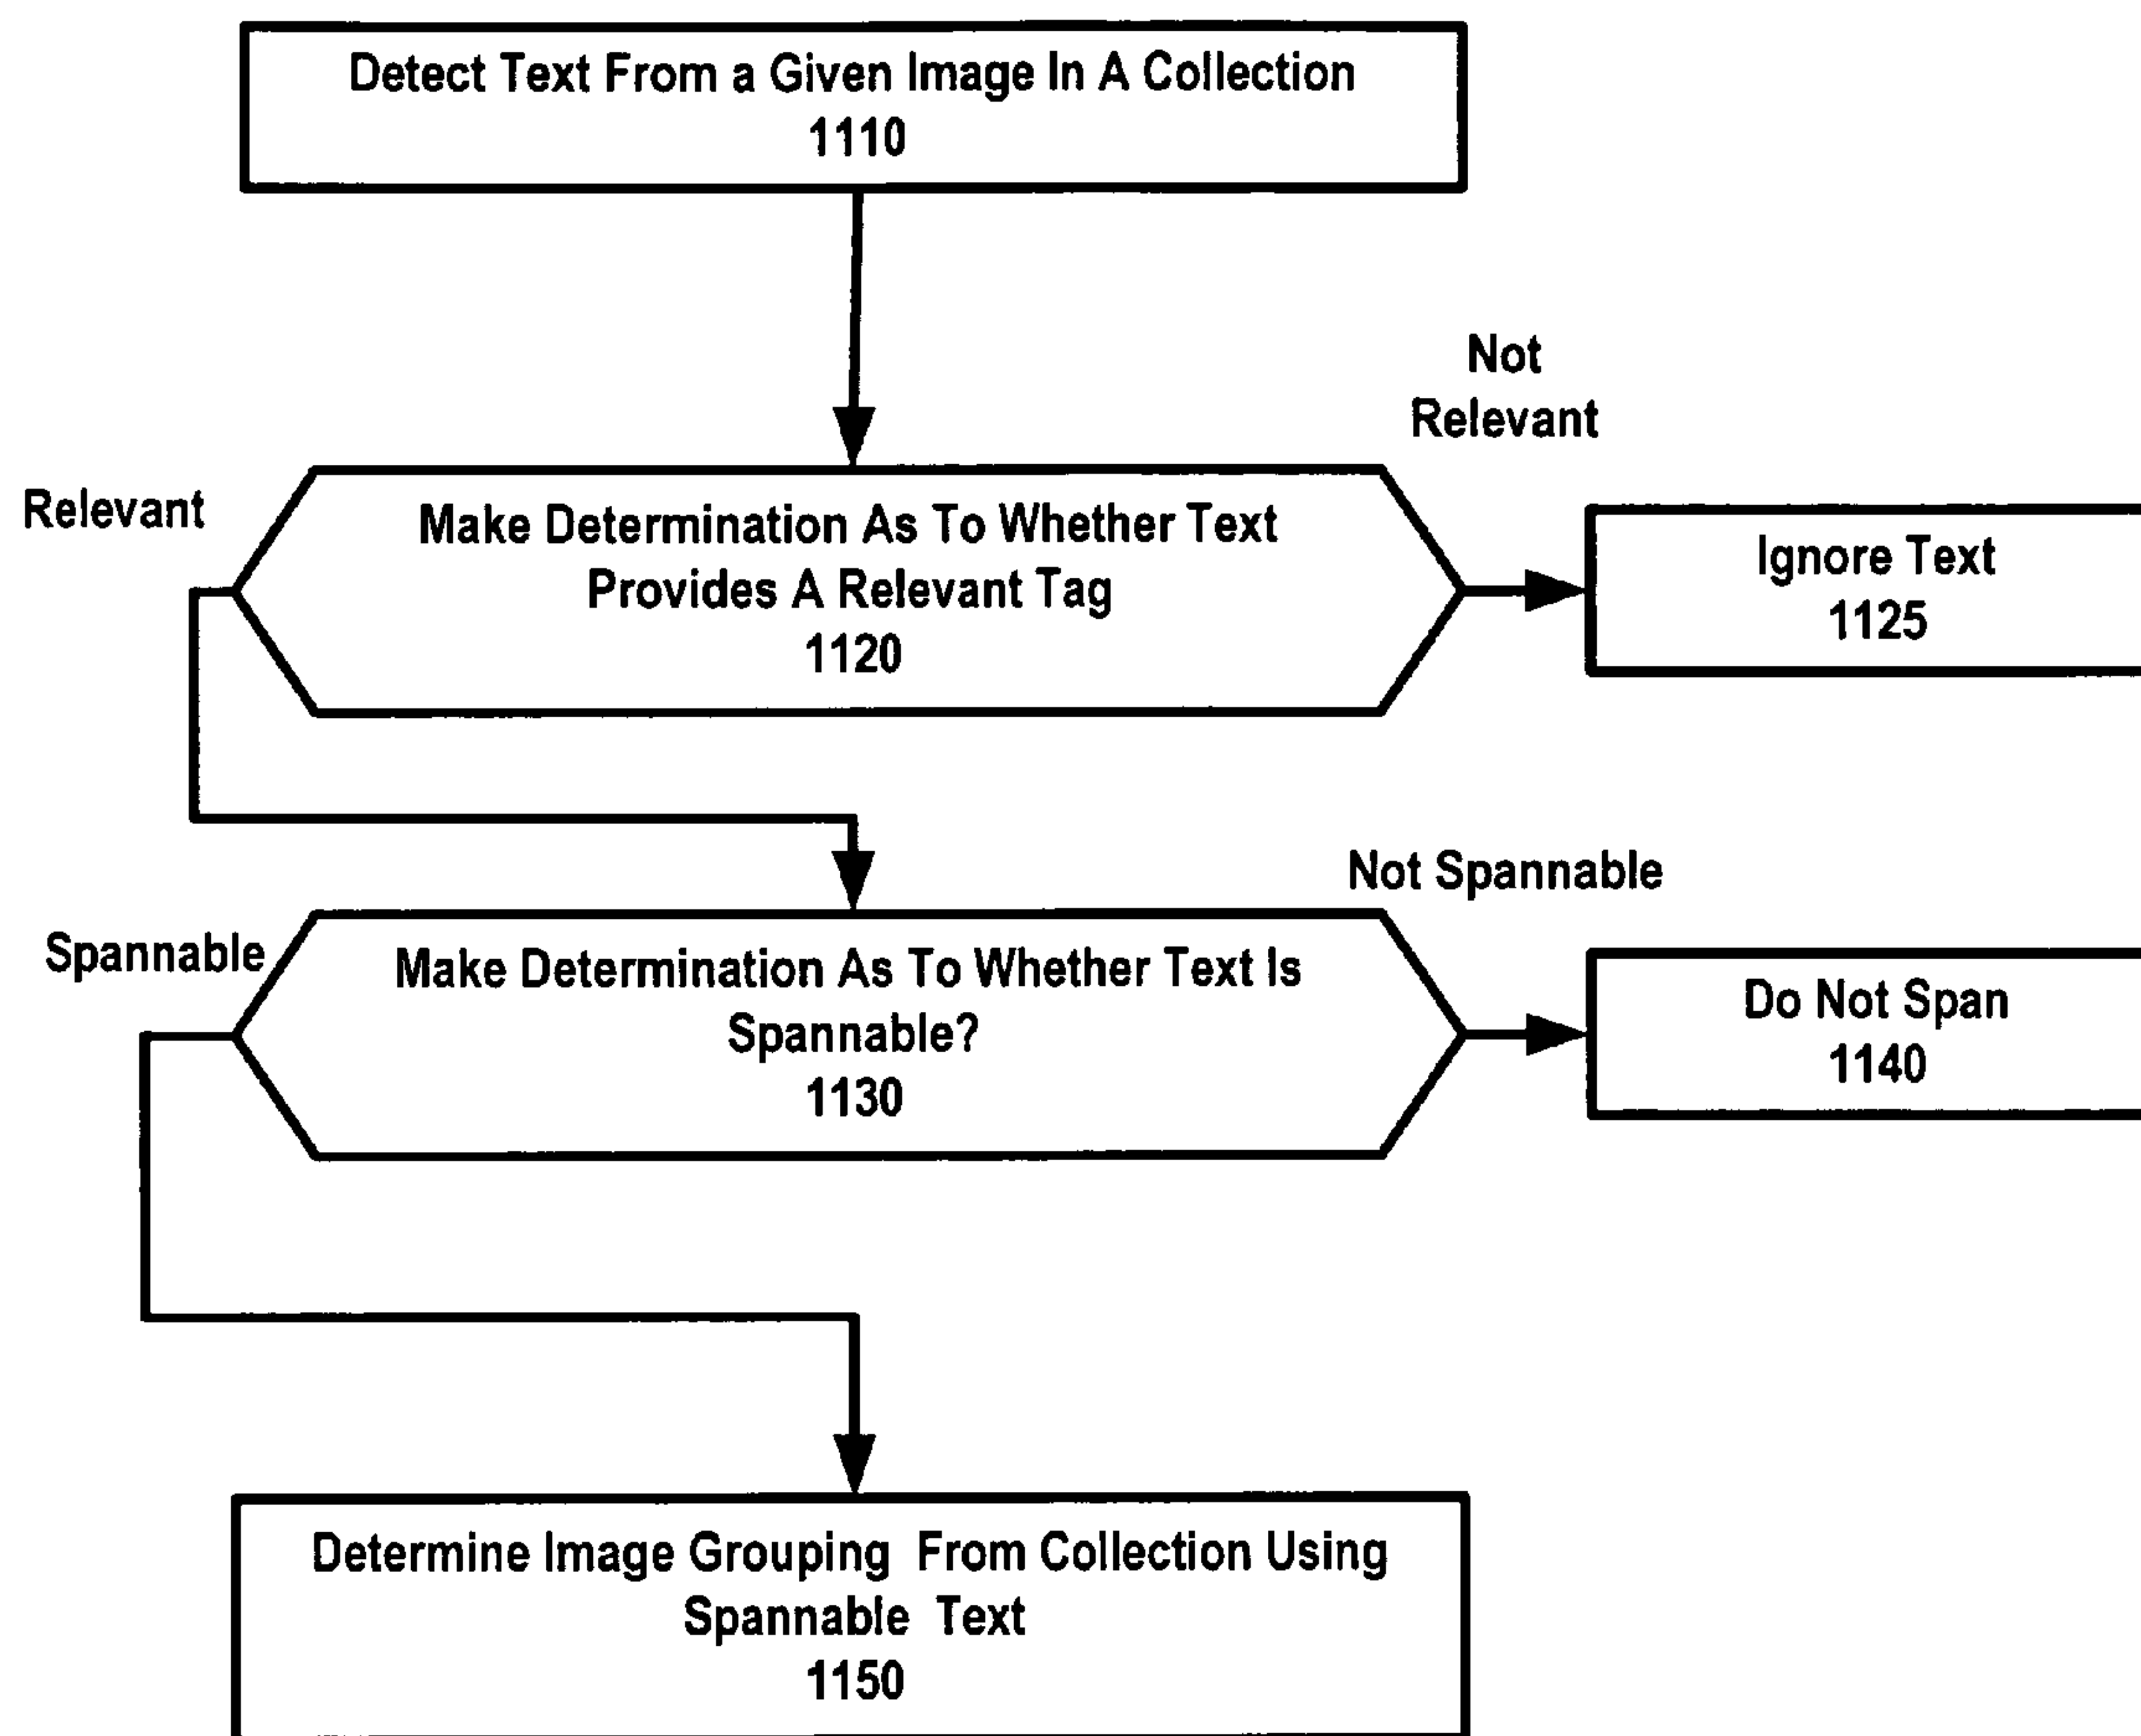 Detect Text From a Given Image In A Collection
1110
Not
Relevant
Relevant
Make Determination As To Whether Text
Provides A Relevant Tag
1120
Ignore Text
1125
Not Spannable
Spannable
Make Determination As To Whether Text Is
Spannable?
1130
Do Not Span
1140
Determine Image Grouping From Collection Using
Spannable Text
1150